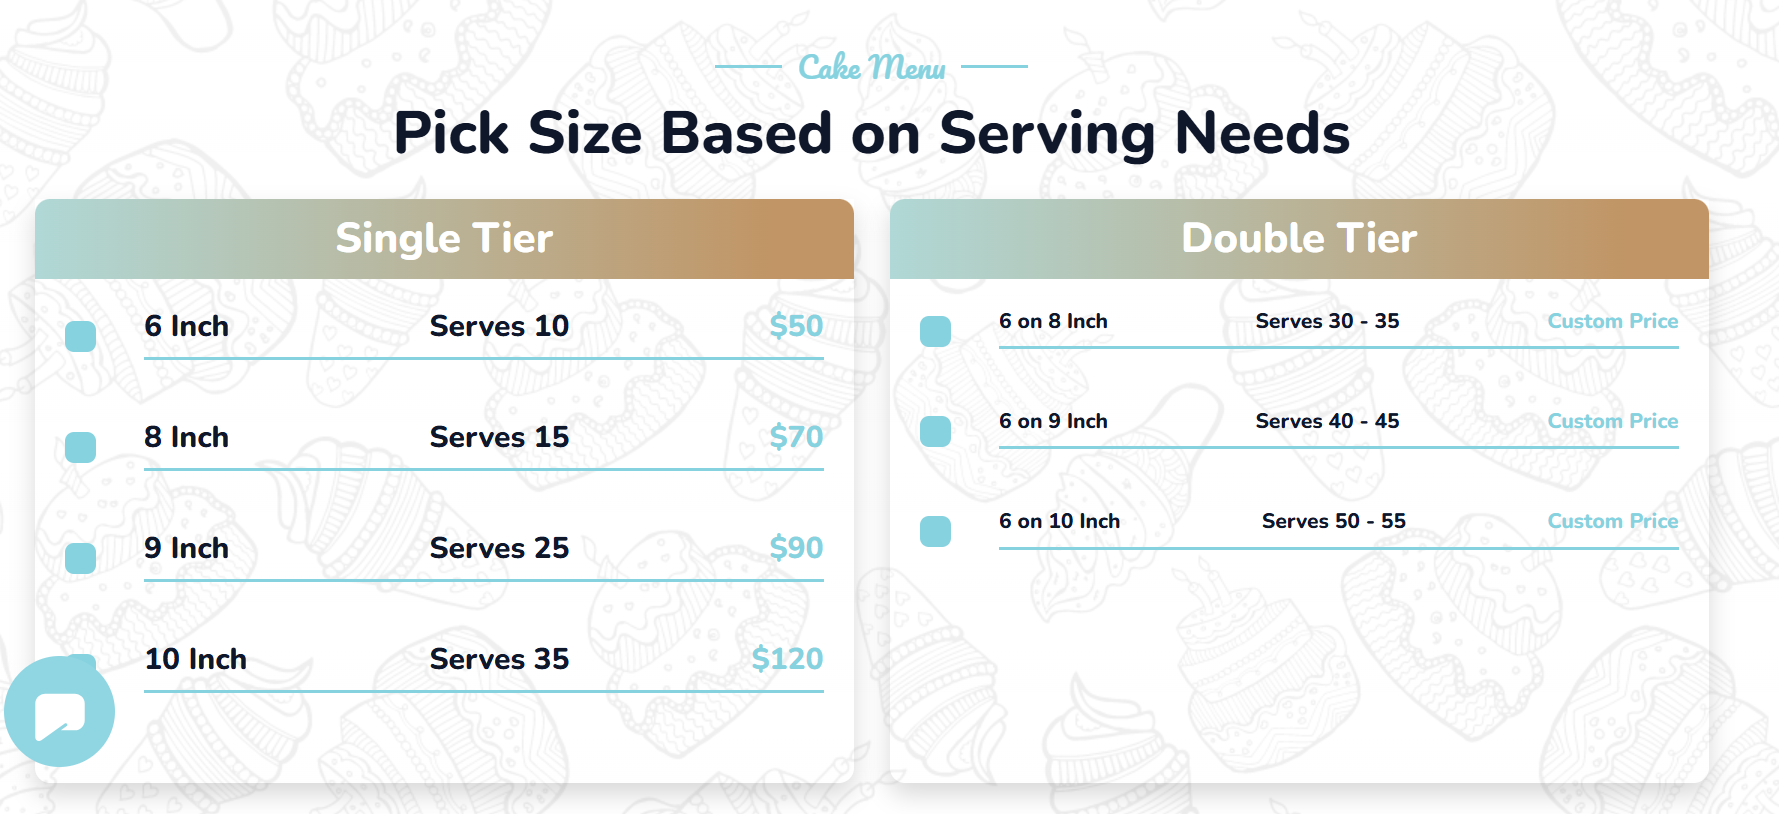 Cake Menu
Pick Size Based on Serving Needs
Single Tier
6 Inch Serves 10 $50
8 Inch Serves 15 $70
9 Inch Serves 25 $90
10 Inch Serves 35 $120
Double Tier
6 on 8 Inch Serves 30 - 35 Custom Price
6 on 9 Inch Serves 40 - 45 Custom Price
6 on 10 Inch Serves 50 - 55 Custom Price